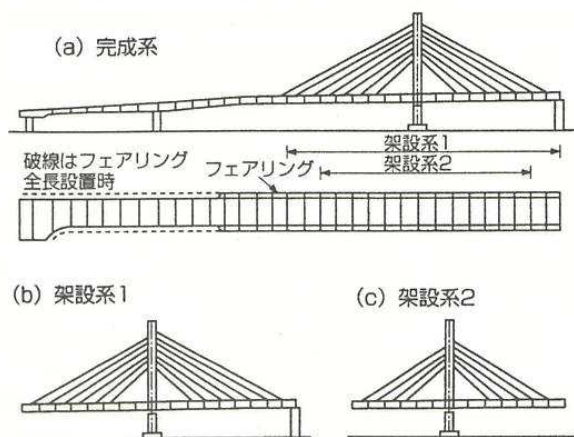 (a) 完成系
架設系1
架設系2
破線はフェアリング
全長設置時
フェアリング
(b) 架設系1
(c) 架設系2